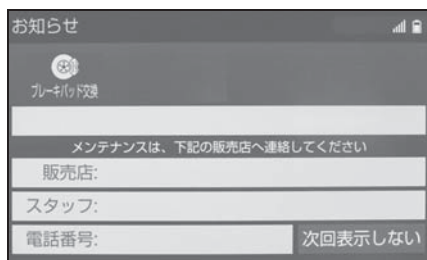 お知らせ
ブレーキパッド交換
メンテナンスは、下記の販売店へ連絡してください
販売店:
スタッフ:
電話番号:
次回表示しない